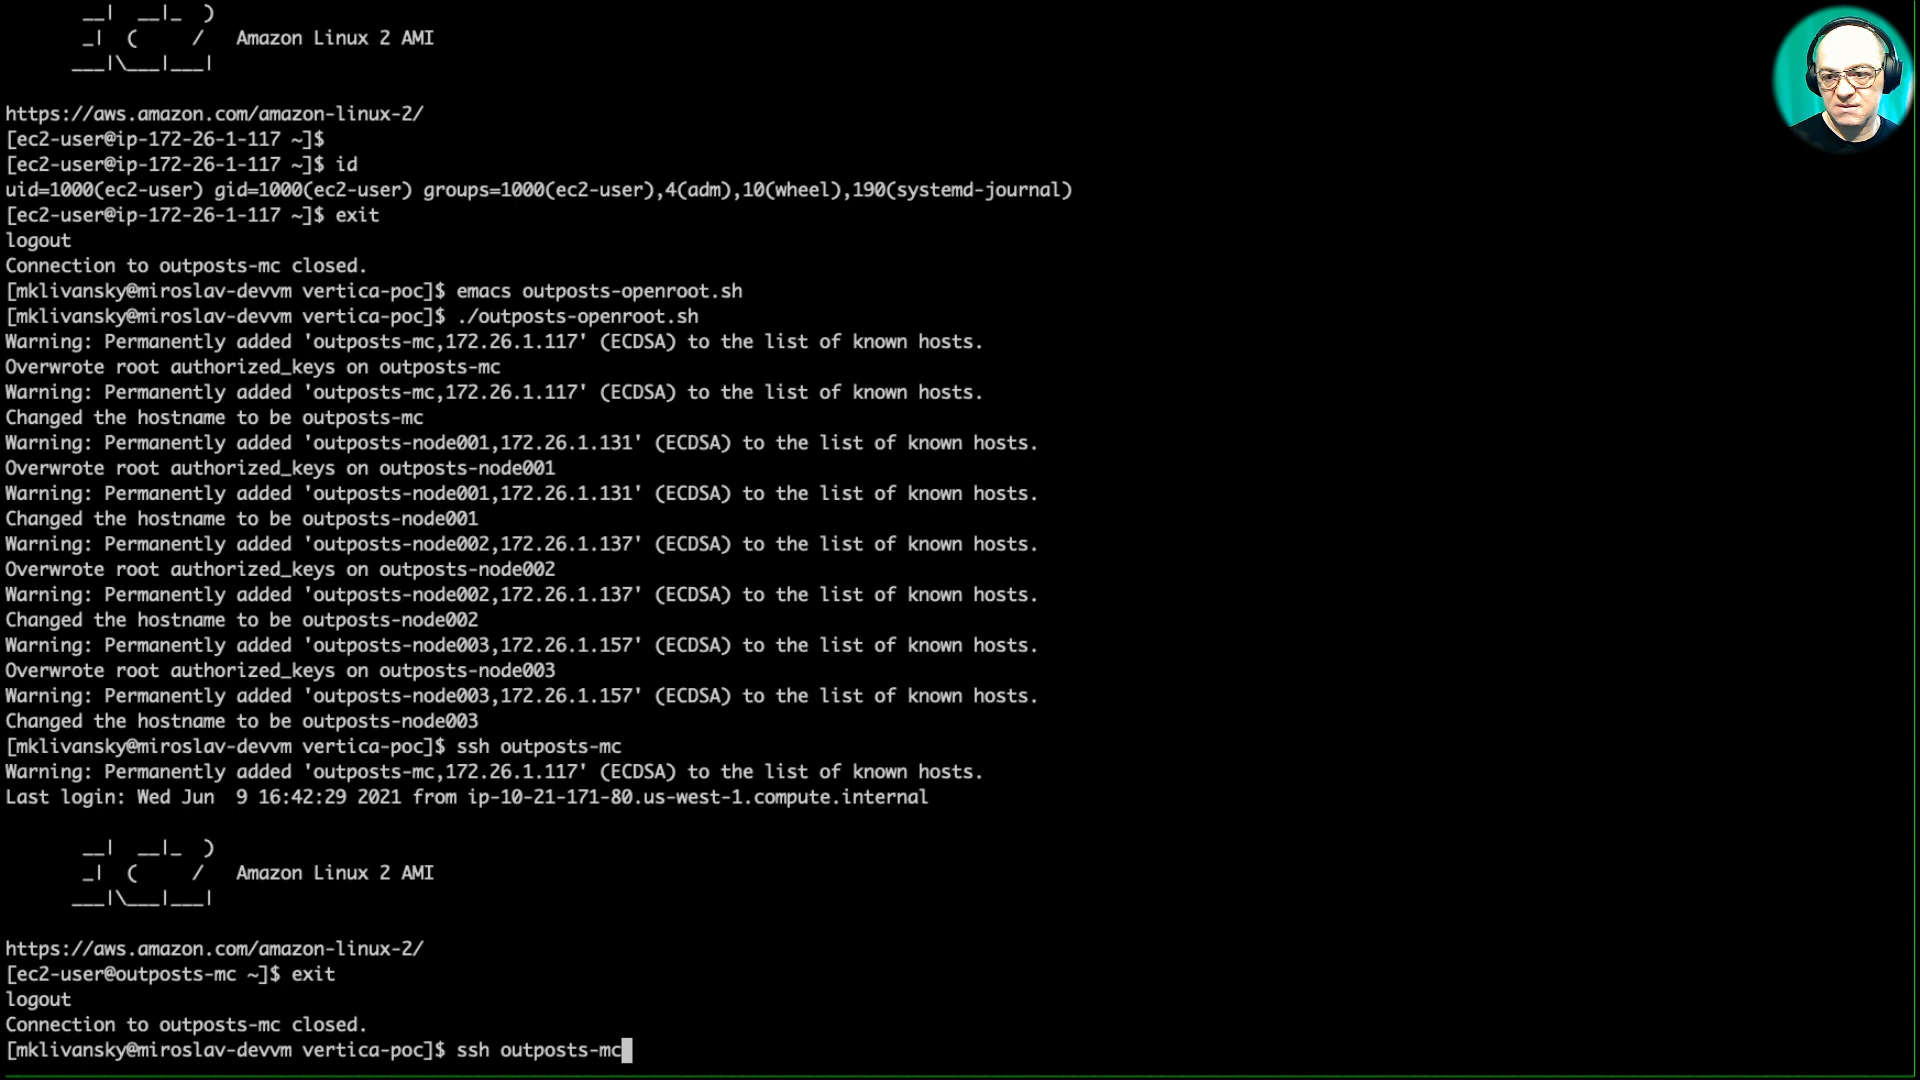 __|  __|_  )
_|  (     /   Amazon Linux 2 AMI
___|\___|___|
https://aws.amazon.com/amazon-linux-2/
[ec2-user@ip-172-26-1-117 ~]$
[ec2-user@ip-172-26-1-117 ~]$ id
uid=1000(ec2-user) gid=1000(ec2-user) groups=1000(ec2-user),4(adm),10(wheel),190(systemd-journal)
[ec2-user@ip-172-26-1-117 ~]$ exit
logout
Connection to outposts-mc closed.
[mklivansky@miroslav-devvm vertica-poc]$ emacs outposts-openroot.sh
[mklivansky@miroslav-devvm vertica-poc]$ ./outposts-openroot.sh
Warning: Permanently added 'outposts-mc,172.26.1.117' (ECDSA) to the list of known hosts.
Overwrote root authorized_keys on outposts-mc
Warning: Permanently added 'outposts-mc,172.26.1.117' (ECDSA) to the list of known hosts.
Changed the hostname to be outposts-mc
Warning: Permanently added 'outposts-node001,172.26.1.131' (ECDSA) to the list of known hosts.
Overwrote root authorized_keys on outposts-node001
Warning: Permanently added 'outposts-node001,172.26.1.131' (ECDSA) to the list of known hosts.
Changed the hostname to be outposts-node001
Warning: Permanently added 'outposts-node002,172.26.1.137' (ECDSA) to the list of known hosts.
Overwrote root authorized_keys on outposts-node002
Warning: Permanently added 'outposts-node002,172.26.1.137' (ECDSA) to the list of known hosts.
Changed the hostname to be outposts-node002
Warning: Permanently added 'outposts-node003,172.26.1.157' (ECDSA) to the list of known hosts.
Overwrote root authorized_keys on outposts-node003
Warning: Permanently added 'outposts-node003,172.26.1.157' (ECDSA) to the list of known hosts.
Changed the hostname to be outposts-node003
[mklivansky@miroslav-devvm vertica-poc]$ ssh outposts-mc
Warning: Permanently added 'outposts-mc,172.26.1.117' (ECDSA) to the list of known hosts.
Last login: Wed Jun  9 16:42:29 2021 from ip-10-21-171-80.us-west-1.compute.internal
__|  __|_  )
_|  (     /   Amazon Linux 2 AMI
___|\___|___|
https://aws.amazon.com/amazon-linux-2/
[ec2-user@outposts-mc ~]$ exit
logout
Connection to outposts-mc closed.
[mklivansky@miroslav-devvm vertica-poc]$ ssh outposts-mc